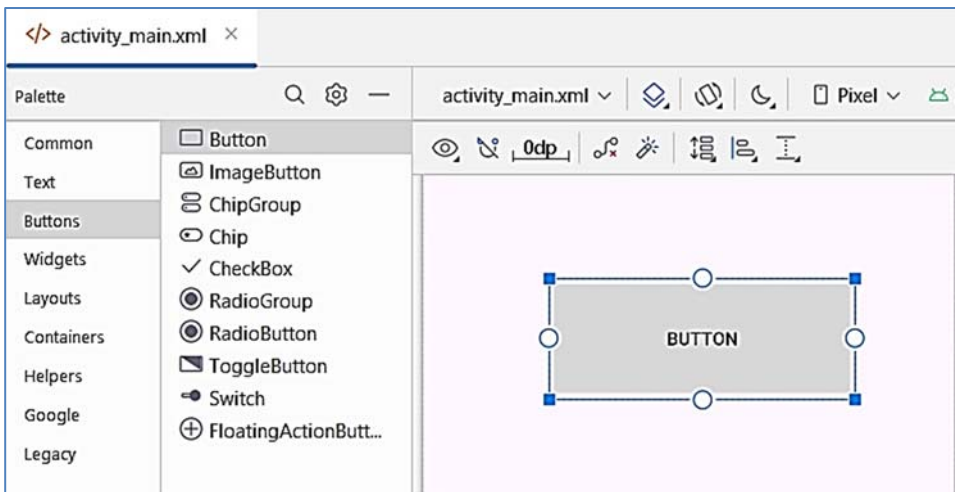 </> activity_main.xml ×
Palette
activity_main.xml
Pixel
0dp
Common
Text
Buttons
Widgets
Layouts
Containers
Helpers
Google
Legacy
Button
ImageButton
ChipGroup
Chip
CheckBox
RadioGroup
RadioButton
ToggleButton
Switch
FloatingActionButt...
BUTTON